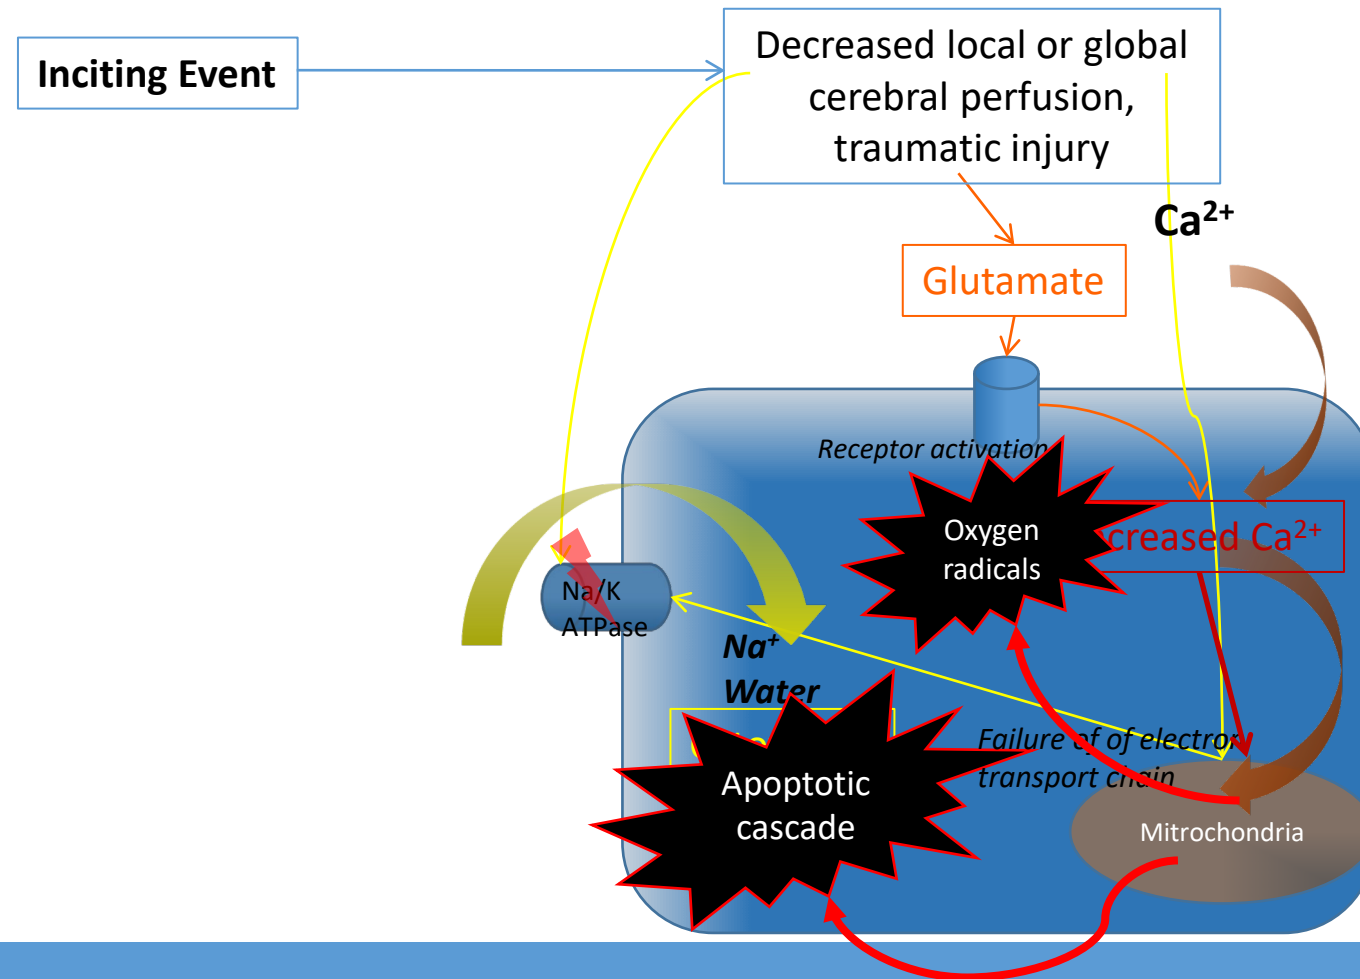 Inciting Event
Decreased local or global
cerebral perfusion,
traumatic injury
Ca²⁺
Glutamate
Receptor activation
Oxygen
radicals
creased Ca²⁺
Na/K
ATPase
Na⁺
Water
Failure of of electron
transport chain
Apoptotic
cascade
Mitrochondria